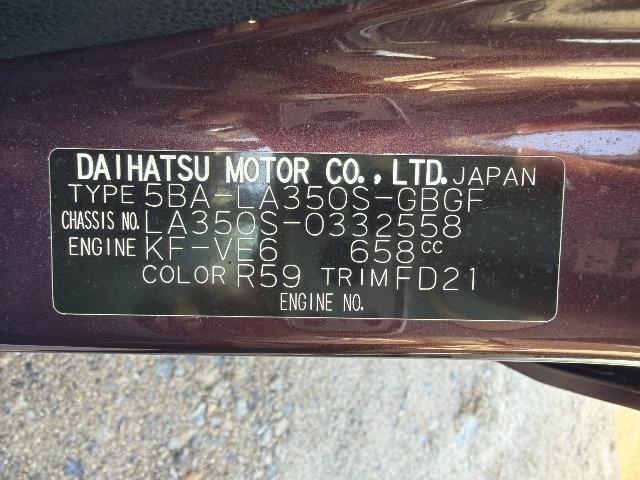 DAIHATSU MOTOR CO., LTD. JAPAN
TYPE 5BA-LA350S-GBGF
CHASSIS NO. LA350S-0332558
ENGINE KF-VE6 658CC
COLOR R59 TRIM FD21
ENGINE NO.